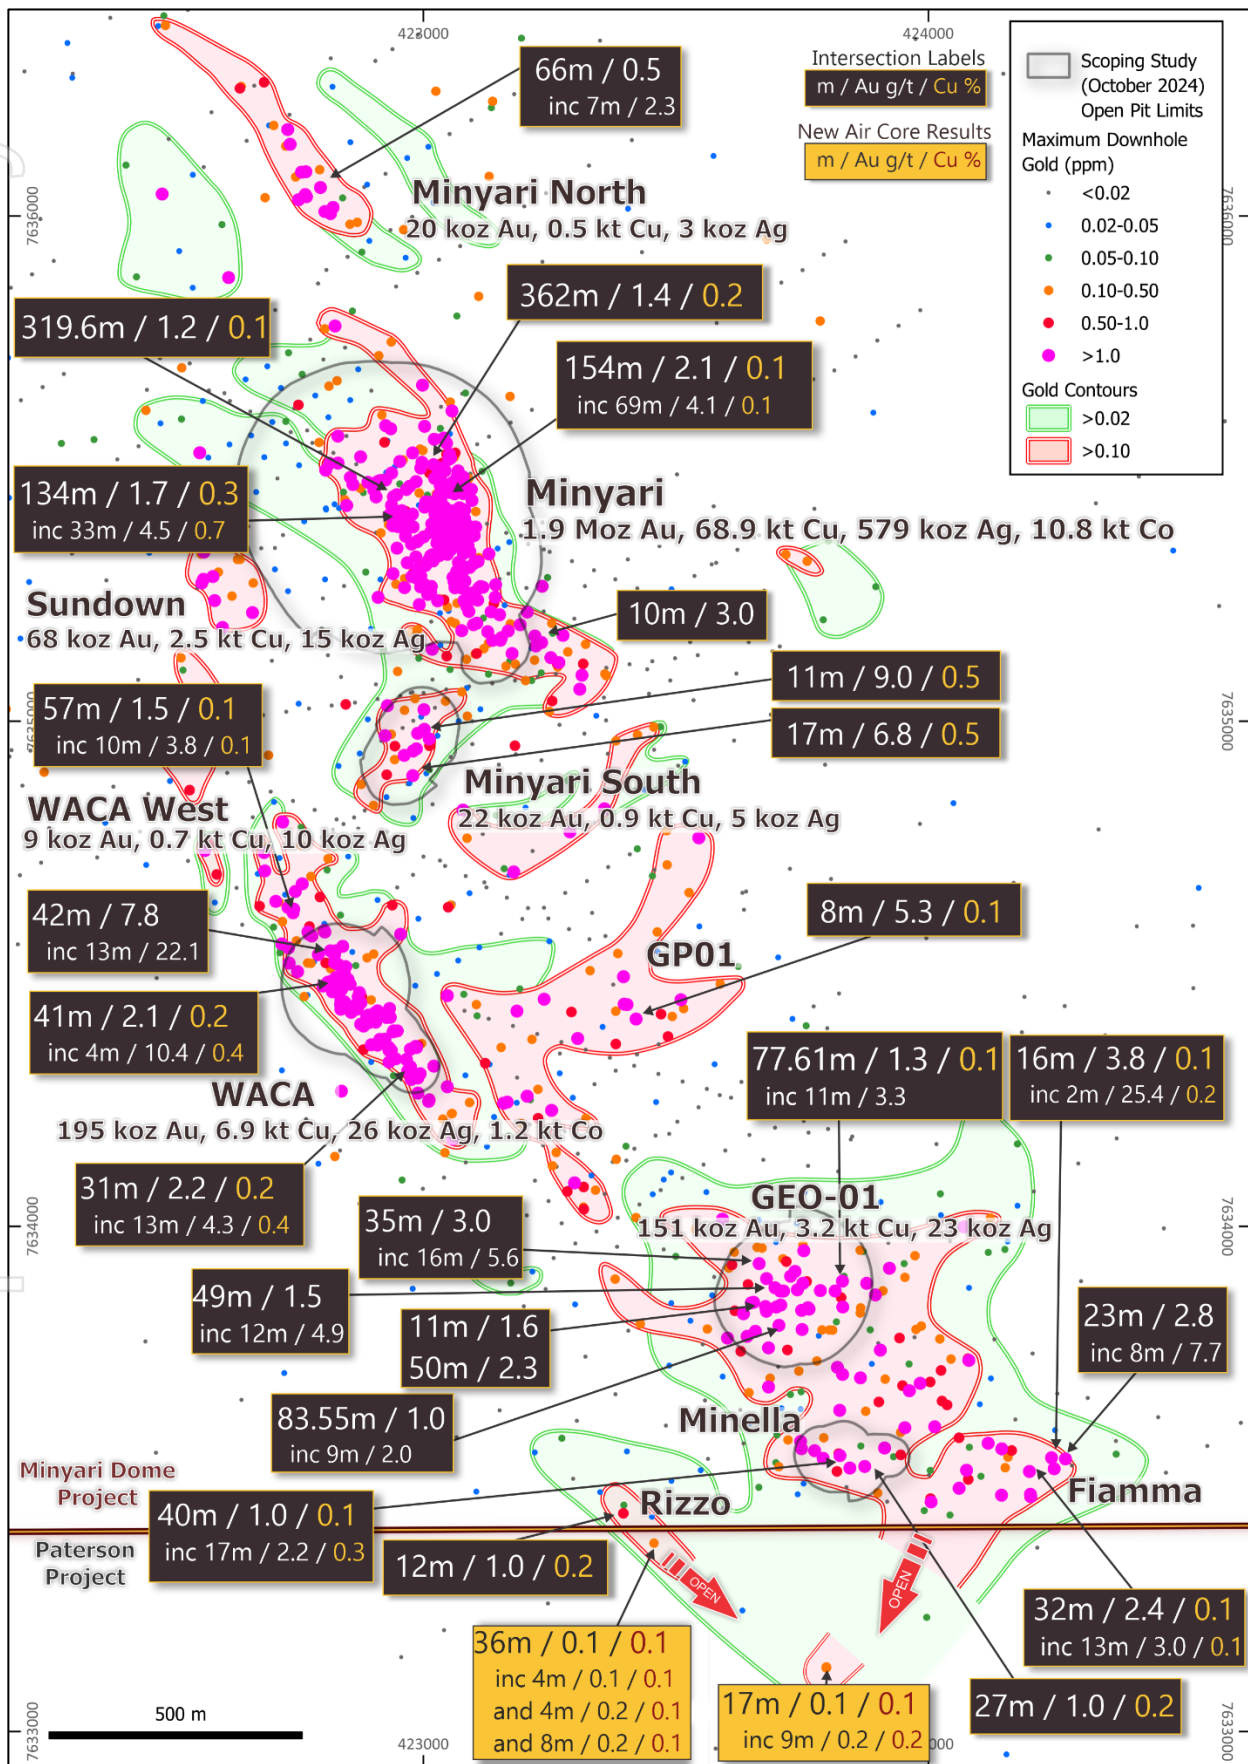 423000
424000
66m / 0.5
inc 7m / 2.3
Intersection Labels
m / Au g/t / Cu %
New Air Core Results
m / Au g/t / Cu %
Scoping Study
(October 2024)
Open Pit Limits
Maximum Downhole
Gold (ppm)
<0.02
0.02-0.05
0.05-0.10
0.10-0.50
0.50-1.0
>1.0
Gold Contours
>0.02
>0.10
7636000
7636000
Minyari North
20 koz Au, 0.5 kt Cu, 3 koz Ag
362m / 1.4 / 0.2
319.6m / 1.2 / 0.1
154m / 2.1 / 0.1
inc 69m / 4.1 / 0.1
134m / 1.7 / 0.3
inc 33m / 4.5 / 0.7
Minyari
1.9 Moz Au, 68.9 kt Cu, 579 koz Ag, 10.8 kt Co
Sundown
68 koz Au, 2.5 kt Cu, 15 koz Ag
10m / 3.0
11m / 9.0 / 0.5
17m / 6.8 / 0.5
57m / 1.5 / 0.1
inc 10m / 3.8 / 0.1
7635000
7635000
Minyari South
22 koz Au, 0.9 kt Cu, 5 koz Ag
WACA West
9 koz Au, 0.7 kt Cu, 10 koz Ag
42m / 7.8
inc 13m / 22.1
8m / 5.3 / 0.1
GP01
41m / 2.1 / 0.2
inc 4m / 10.4 / 0.4
77.61m / 1.3 / 0.1
inc 11m / 3.3
16m / 3.8 / 0.1
inc 2m / 25.4 / 0.2
WACA
195 koz Au, 6.9 kt Cu, 26 koz Ag, 1.2 kt Co
31m / 2.2 / 0.2
inc 13m / 4.3 / 0.4
GEO-01
151 koz Au, 3.2 kt Cu, 23 koz Ag
7634000
7634000
35m / 3.0
inc 16m / 5.6
49m / 1.5
inc 12m / 4.9
11m / 1.6
50m / 2.3
23m / 2.8
inc 8m / 7.7
83.55m / 1.0
inc 9m / 2.0
Minella
Minyari Dome
Project
Rizzo
Fiamma
40m / 1.0 / 0.1
inc 17m / 2.2 / 0.3
Paterson
Project
12m / 1.0 / 0.2
OPEN
OPEN
32m / 2.4 / 0.1
inc 13m / 3.0 / 0.1
36m / 0.1 / 0.1
inc 4m / 0.1 / 0.1
and 4m / 0.2 / 0.1
and 8m / 0.2 / 0.1
17m / 0.1 / 0.1
inc 9m / 0.2 / 0.2
27m / 1.0 / 0.2
500 m
7633000
7633000
423000